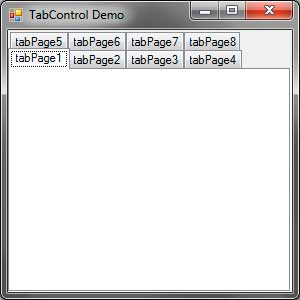 TabControl Demo
tabPage5 tabPage6 tabPage7 tabPage8
tabPage1 tabPage2 tabPage3 tabPage4